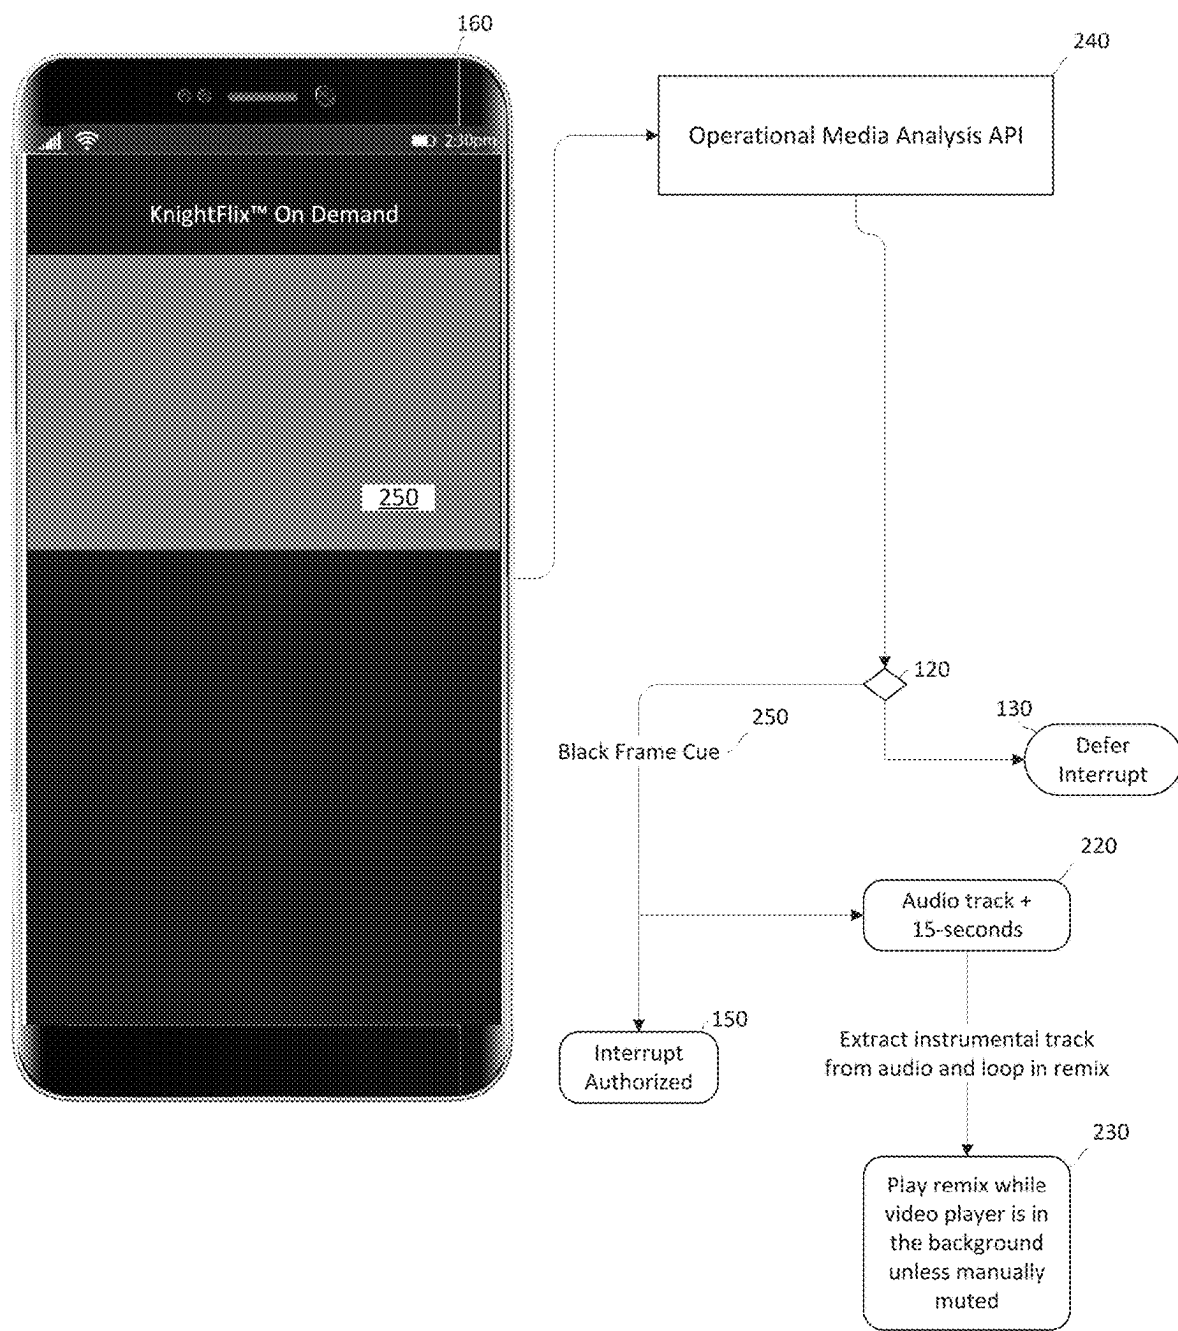 160
240
2:30pm
Operational Media Analysis API
KnightFlix™ On Demand
250
120
250
130
Black Frame Cue
Defer
Interrupt
220
Audio track +
15-seconds
150
Interrupt
Authorized
Extract instrumental track
from audio and loop in remix
230
Play remix while
video player is in
the background
unless manually
muted